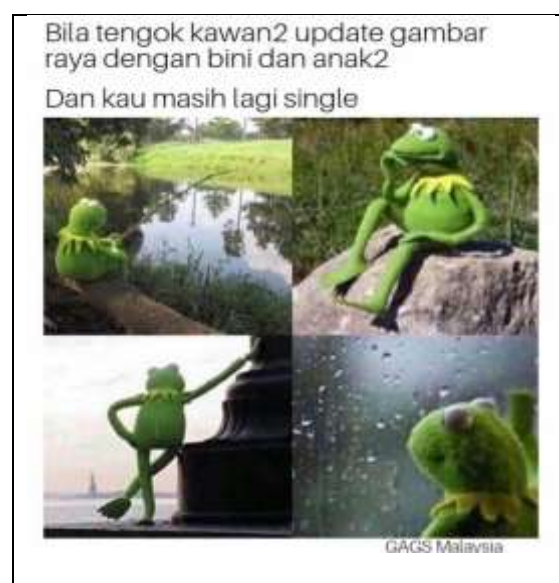 Bila tengok kawan2 update gambar
raya dengan bini dan anak2
Dan kau masih lagi single
GAGS Malaysia